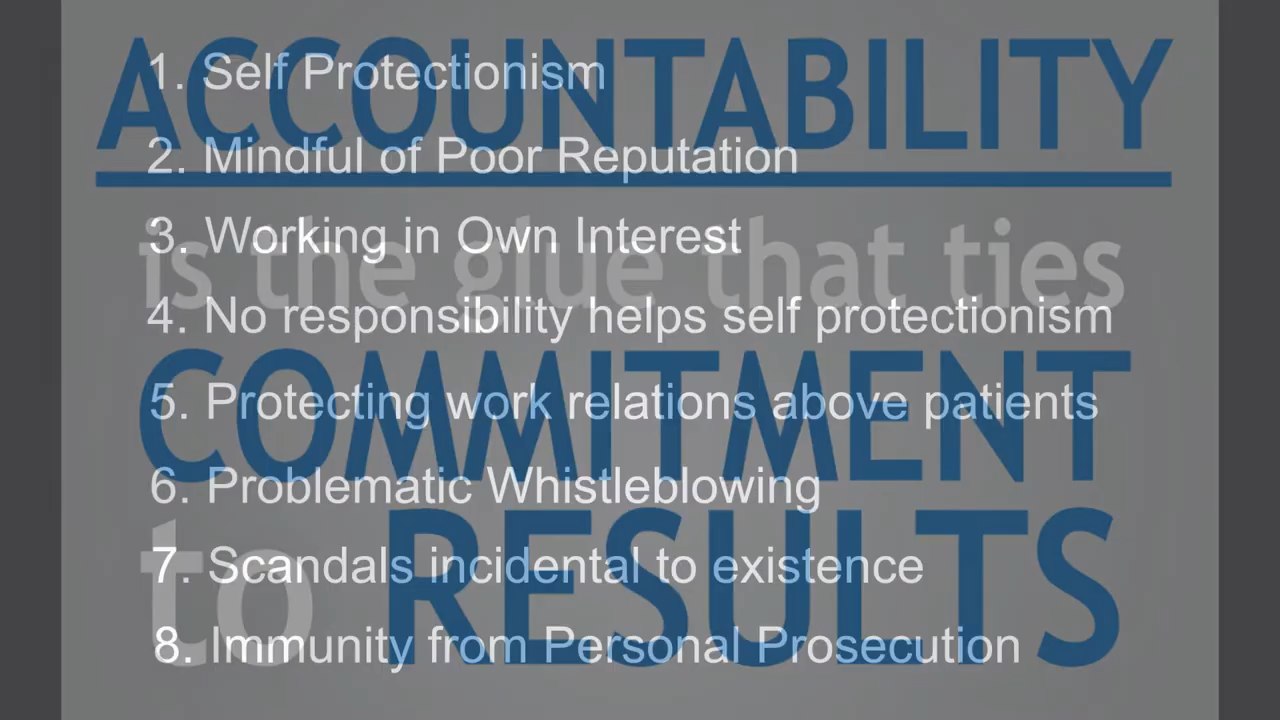 ACCOUNTABILITY
is the glue that ties
COMMITMENT
to RESULTS
1. Self Protectionism
2. Mindful of Poor Reputation
3. Working in Own Interest
4. No responsibility helps self protectionism
5. Protecting work relations above patients
6. Problematic Whistleblowing
7. Scandals incidental to existence
8. Immunity from Personal Prosecution